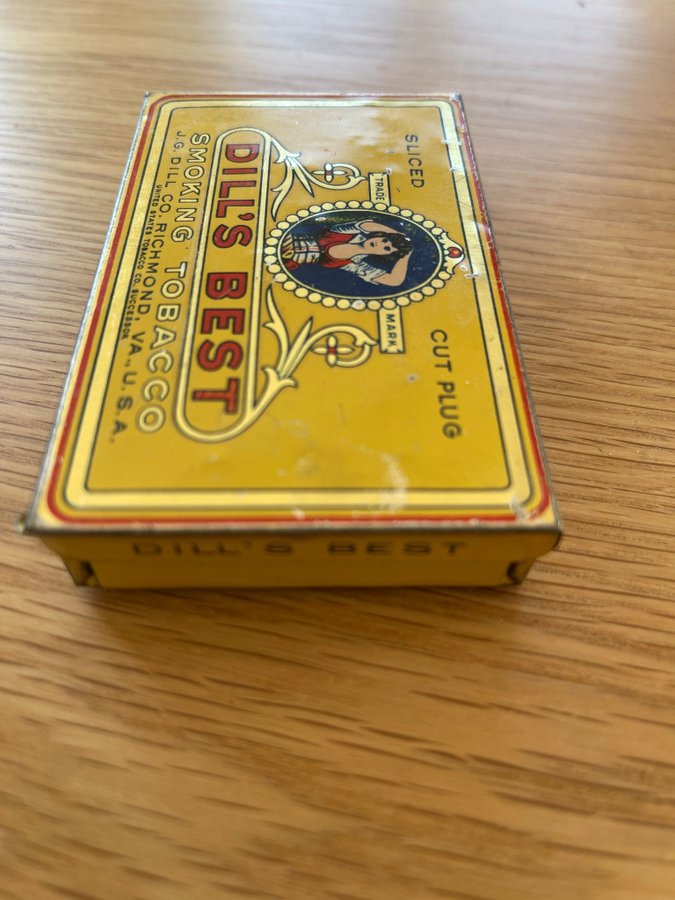 SLICED CUT PLUG
TRADE MARK
DILL'S BEST
SMOKING TOBACCO
J.G. DILL CO. RICHMOND, VA., U.S.A.
UNITED STATES TOBACCO CO. SUCCESSOR
DILL'S BEST